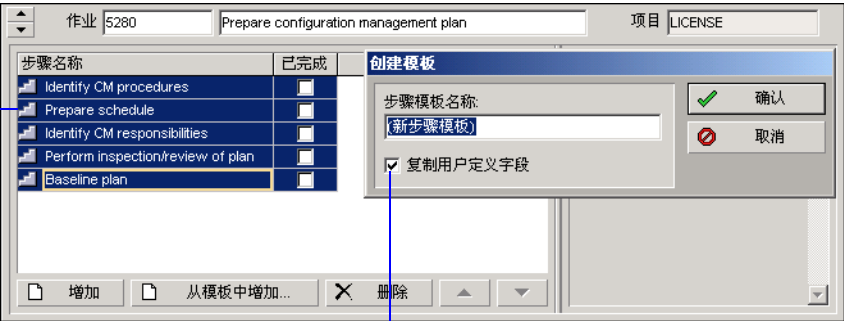 作业 5280 Prepare configuration management plan 项目 LICENSE
步骤名称 已完成
Identify CM procedures
Prepare schedule
Identify CM responsibilities
Perform inspection/review of plan
Baseline plan
创建模板
步骤模板名称:
(新步骤模板)
复制用户定义字段
确认
取消
增加 从模板中增加... 删除